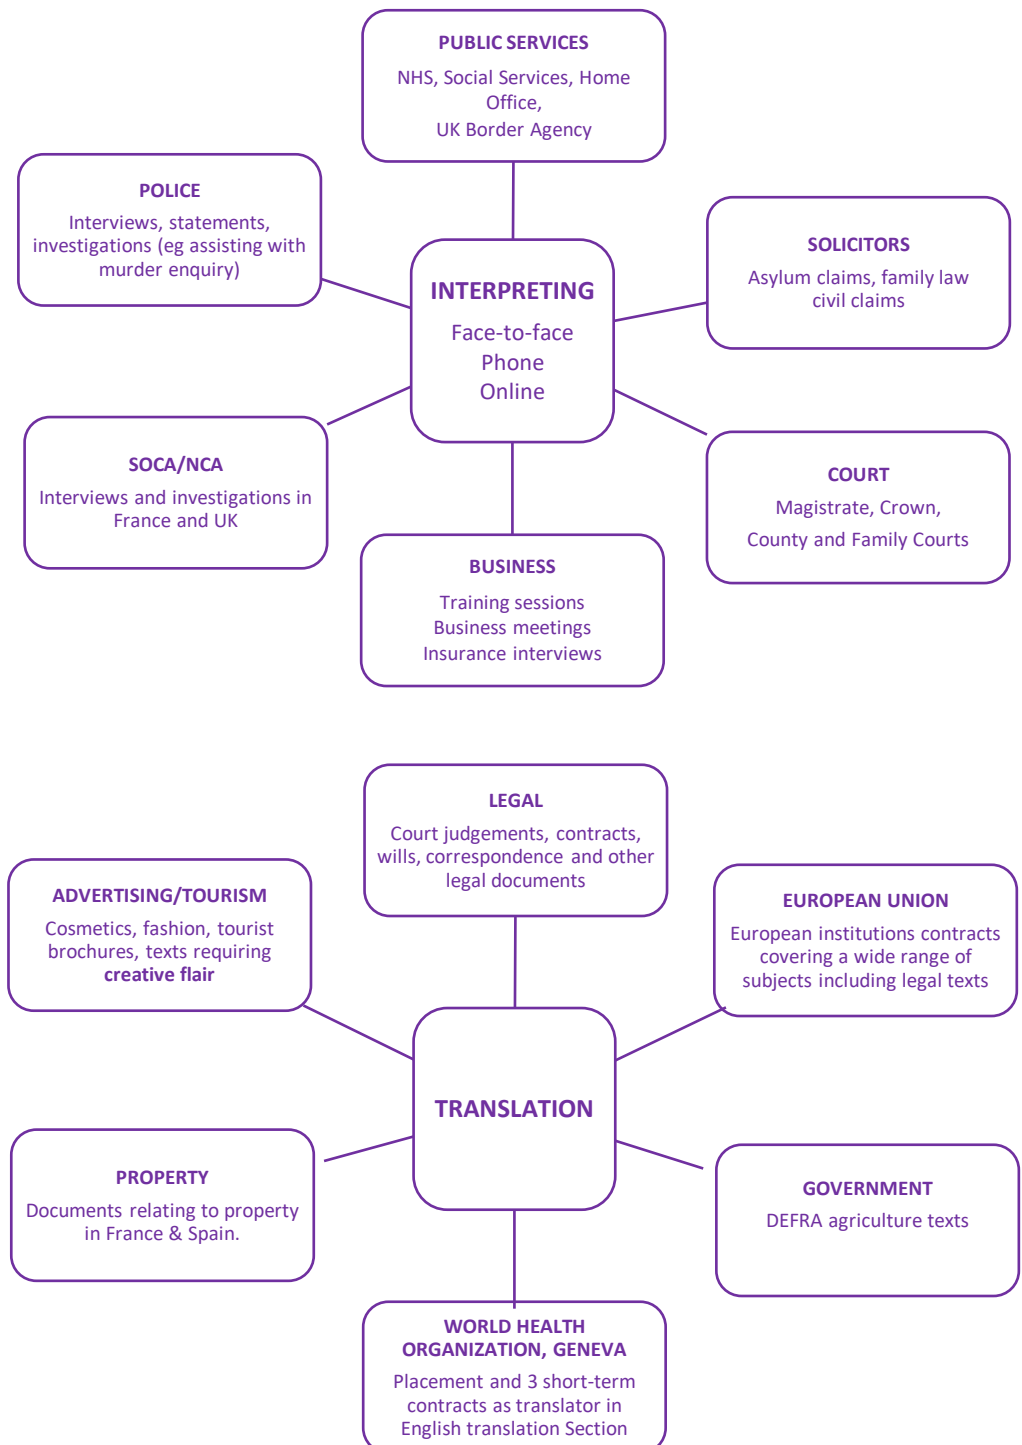 PUBLIC SERVICES
NHS, Social Services, Home
Office,
UK Border Agency
POLICE
Interviews, statements,
investigations (eg assisting with
murder enquiry)
SOLICITORS
Asylum claims, family law
civil claims
INTERPRETING
Face-to-face
Phone
Online
SOCA/NCA
Interviews and investigations in
France and UK
COURT
Magistrate, Crown,
County and Family Courts
BUSINESS
Training sessions
Business meetings
Insurance interviews
LEGAL
Court judgements, contracts,
wills, correspondence and other
legal documents
ADVERTISING/TOURISM
Cosmetics, fashion, tourist
brochures, texts requiring
creative flair
EUROPEAN UNION
European institutions contracts
covering a wide range of
subjects including legal texts
TRANSLATION
PROPERTY
Documents relating to property
in France & Spain.
GOVERNMENT
DEFRA agriculture texts
WORLD HEALTH
ORGANIZATION, GENEVA
Placement and 3 short-term
contracts as translator in
English translation Section